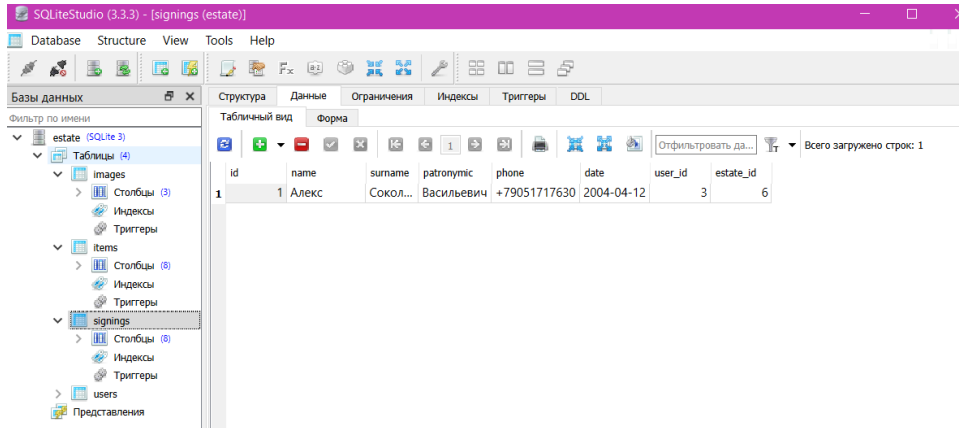 SQLiteStudio (3.3.3) - [signings (estate)]
Database Structure View Tools Help
Базы данных
Структура Данные Ограничения Индексы Триггеры DDL
Фильтр по имени
Табличный вид Форма
estate (SQLite 3)
Таблицы (4)
images
Столбцы (3)
Индексы
Триггеры
items
Столбцы (8)
Индексы
Триггеры
signings
Столбцы (8)
Индексы
Триггеры
users
Представления
1 Отфильтровать да... Всего загружено строк: 1
id name surname patronymic phone date user_id estate_id
1 1 Алекс Сокол... Васильевич +79051717630 2004-04-12 3 6